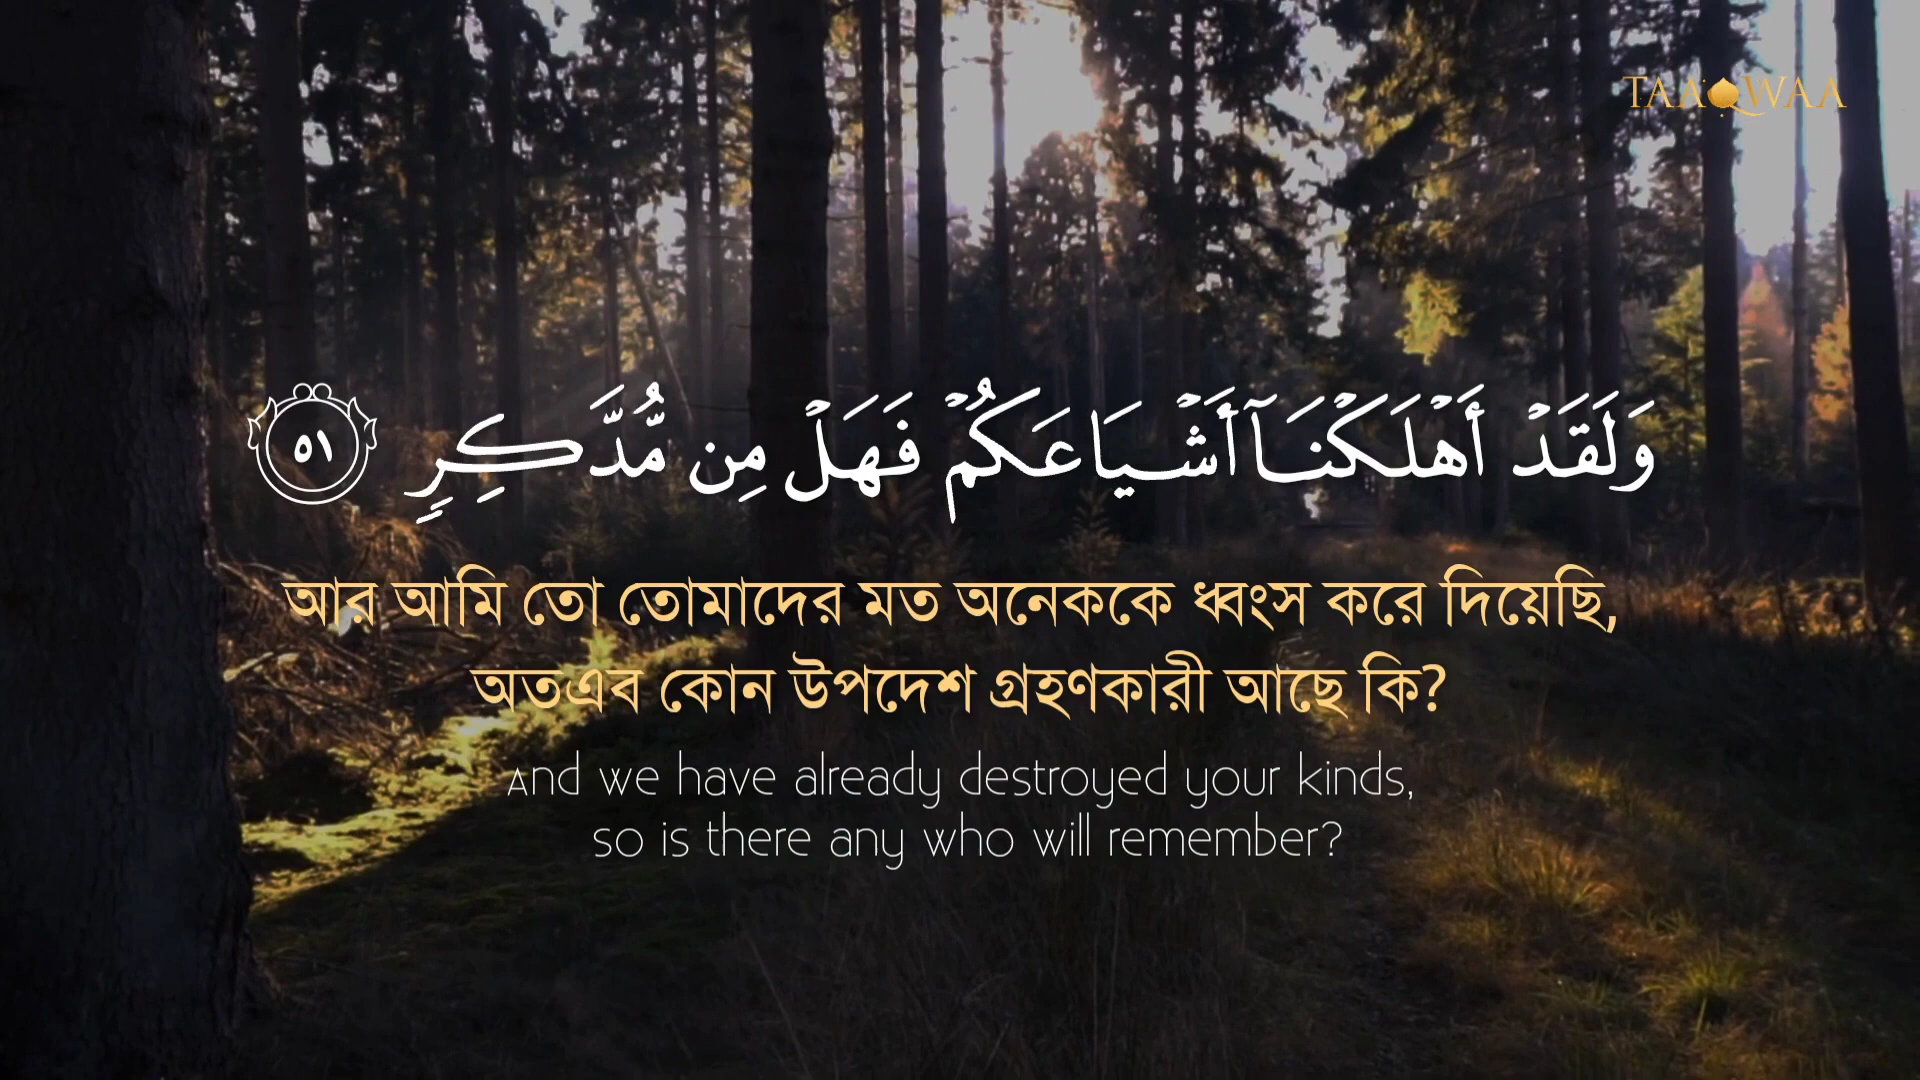 TAAQWAA
وَلَقَدْ أَهْلَكْنَآ أَشْيَاعَكُمْ فَهَلْ مِن مُّدَّكِرٍ ٥١
আর আমি তো তোমাদের মত অনেককে ধ্বংস করে দিয়েছি,
অতএব কোন উপদেশ গ্রহণকারী আছে কি?
And we have already destroyed your kinds,
so is there any who will remember?